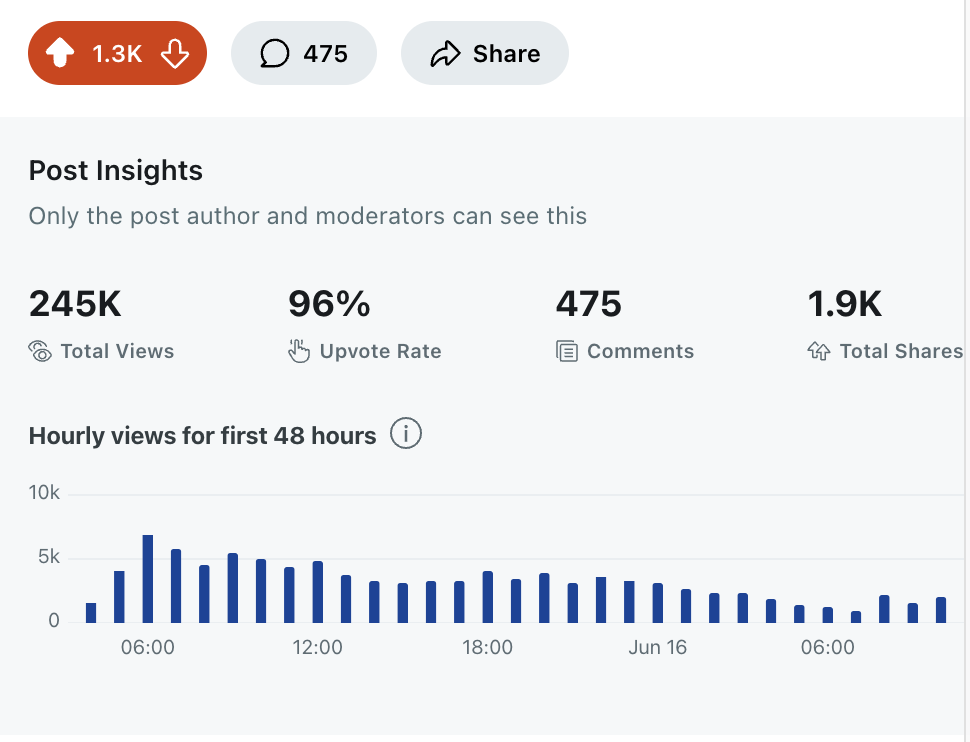 1.3K 475 Share
Post Insights
Only the post author and moderators can see this
245K 96% 475 1.9K
Total Views Upvote Rate Comments Total Shares
Hourly views for first 48 hours i
10k
5k
0
06:00 12:00 18:00 Jun 16 06:00